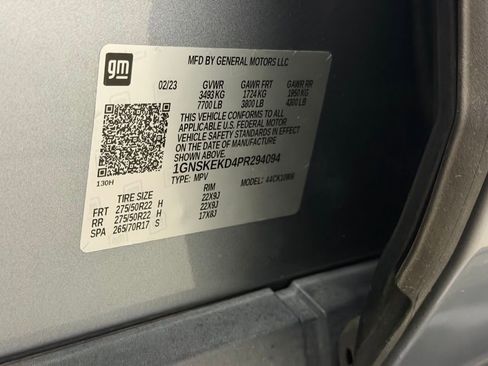 gm
MFD BY GENERAL MOTORS LLC
02/23 GVWR GAWR FRT GAWR RR
3493 KG 1724 KG 1950 KG
7700 LB 3800 LB 4300 LB
THIS VEHICLE CONFORMS TO ALL
APPLICABLE U.S. FEDERAL MOTOR
VEHICLE SAFETY STANDARDS IN EFFECT
ON THE DATE OF MANUFACTURE
SHOWN ABOVE.
1GNSKEKD4PR294094
TYPE: MPV MODEL:
130H
TIRE SIZE RIM
FRT 275/50R22 H 22X9J
RR 275/50R22 H 22X9J
SPA 265/70R17 S 17X8J